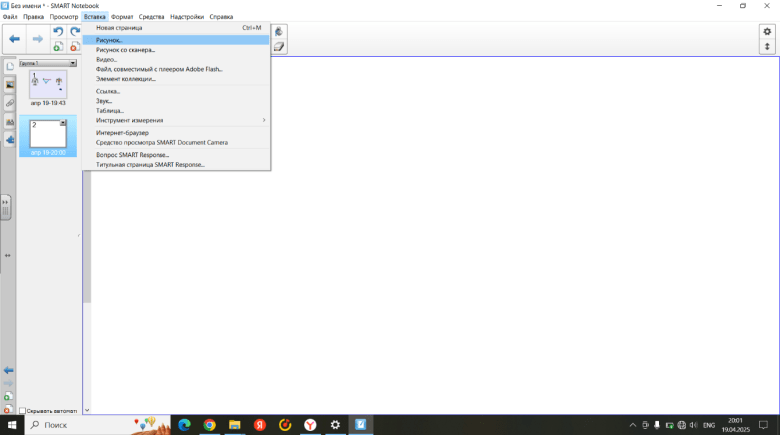 Без имени * - SMART Notebook
Файл Правка Просмотр Вставка Формат Средства Надстройки Справка
Новая страница Ctrl+M
Рисунок...
Рисунок со сканера...
Видео...
Файл, совместимый с плеером Adobe Flash...
Элемент коллекции...
Ссылка...
Звук...
Таблица...
Инструмент измерения
Интернет-браузер
Средство просмотра SMART Document Camera
Вопрос SMART Response...
Титульная страница SMART Response...
Группа 1
1
апр 19-19:43
2
апр 19-20:00
Скрывать автомати
Поиск
ENG
20:01
19.04.2025